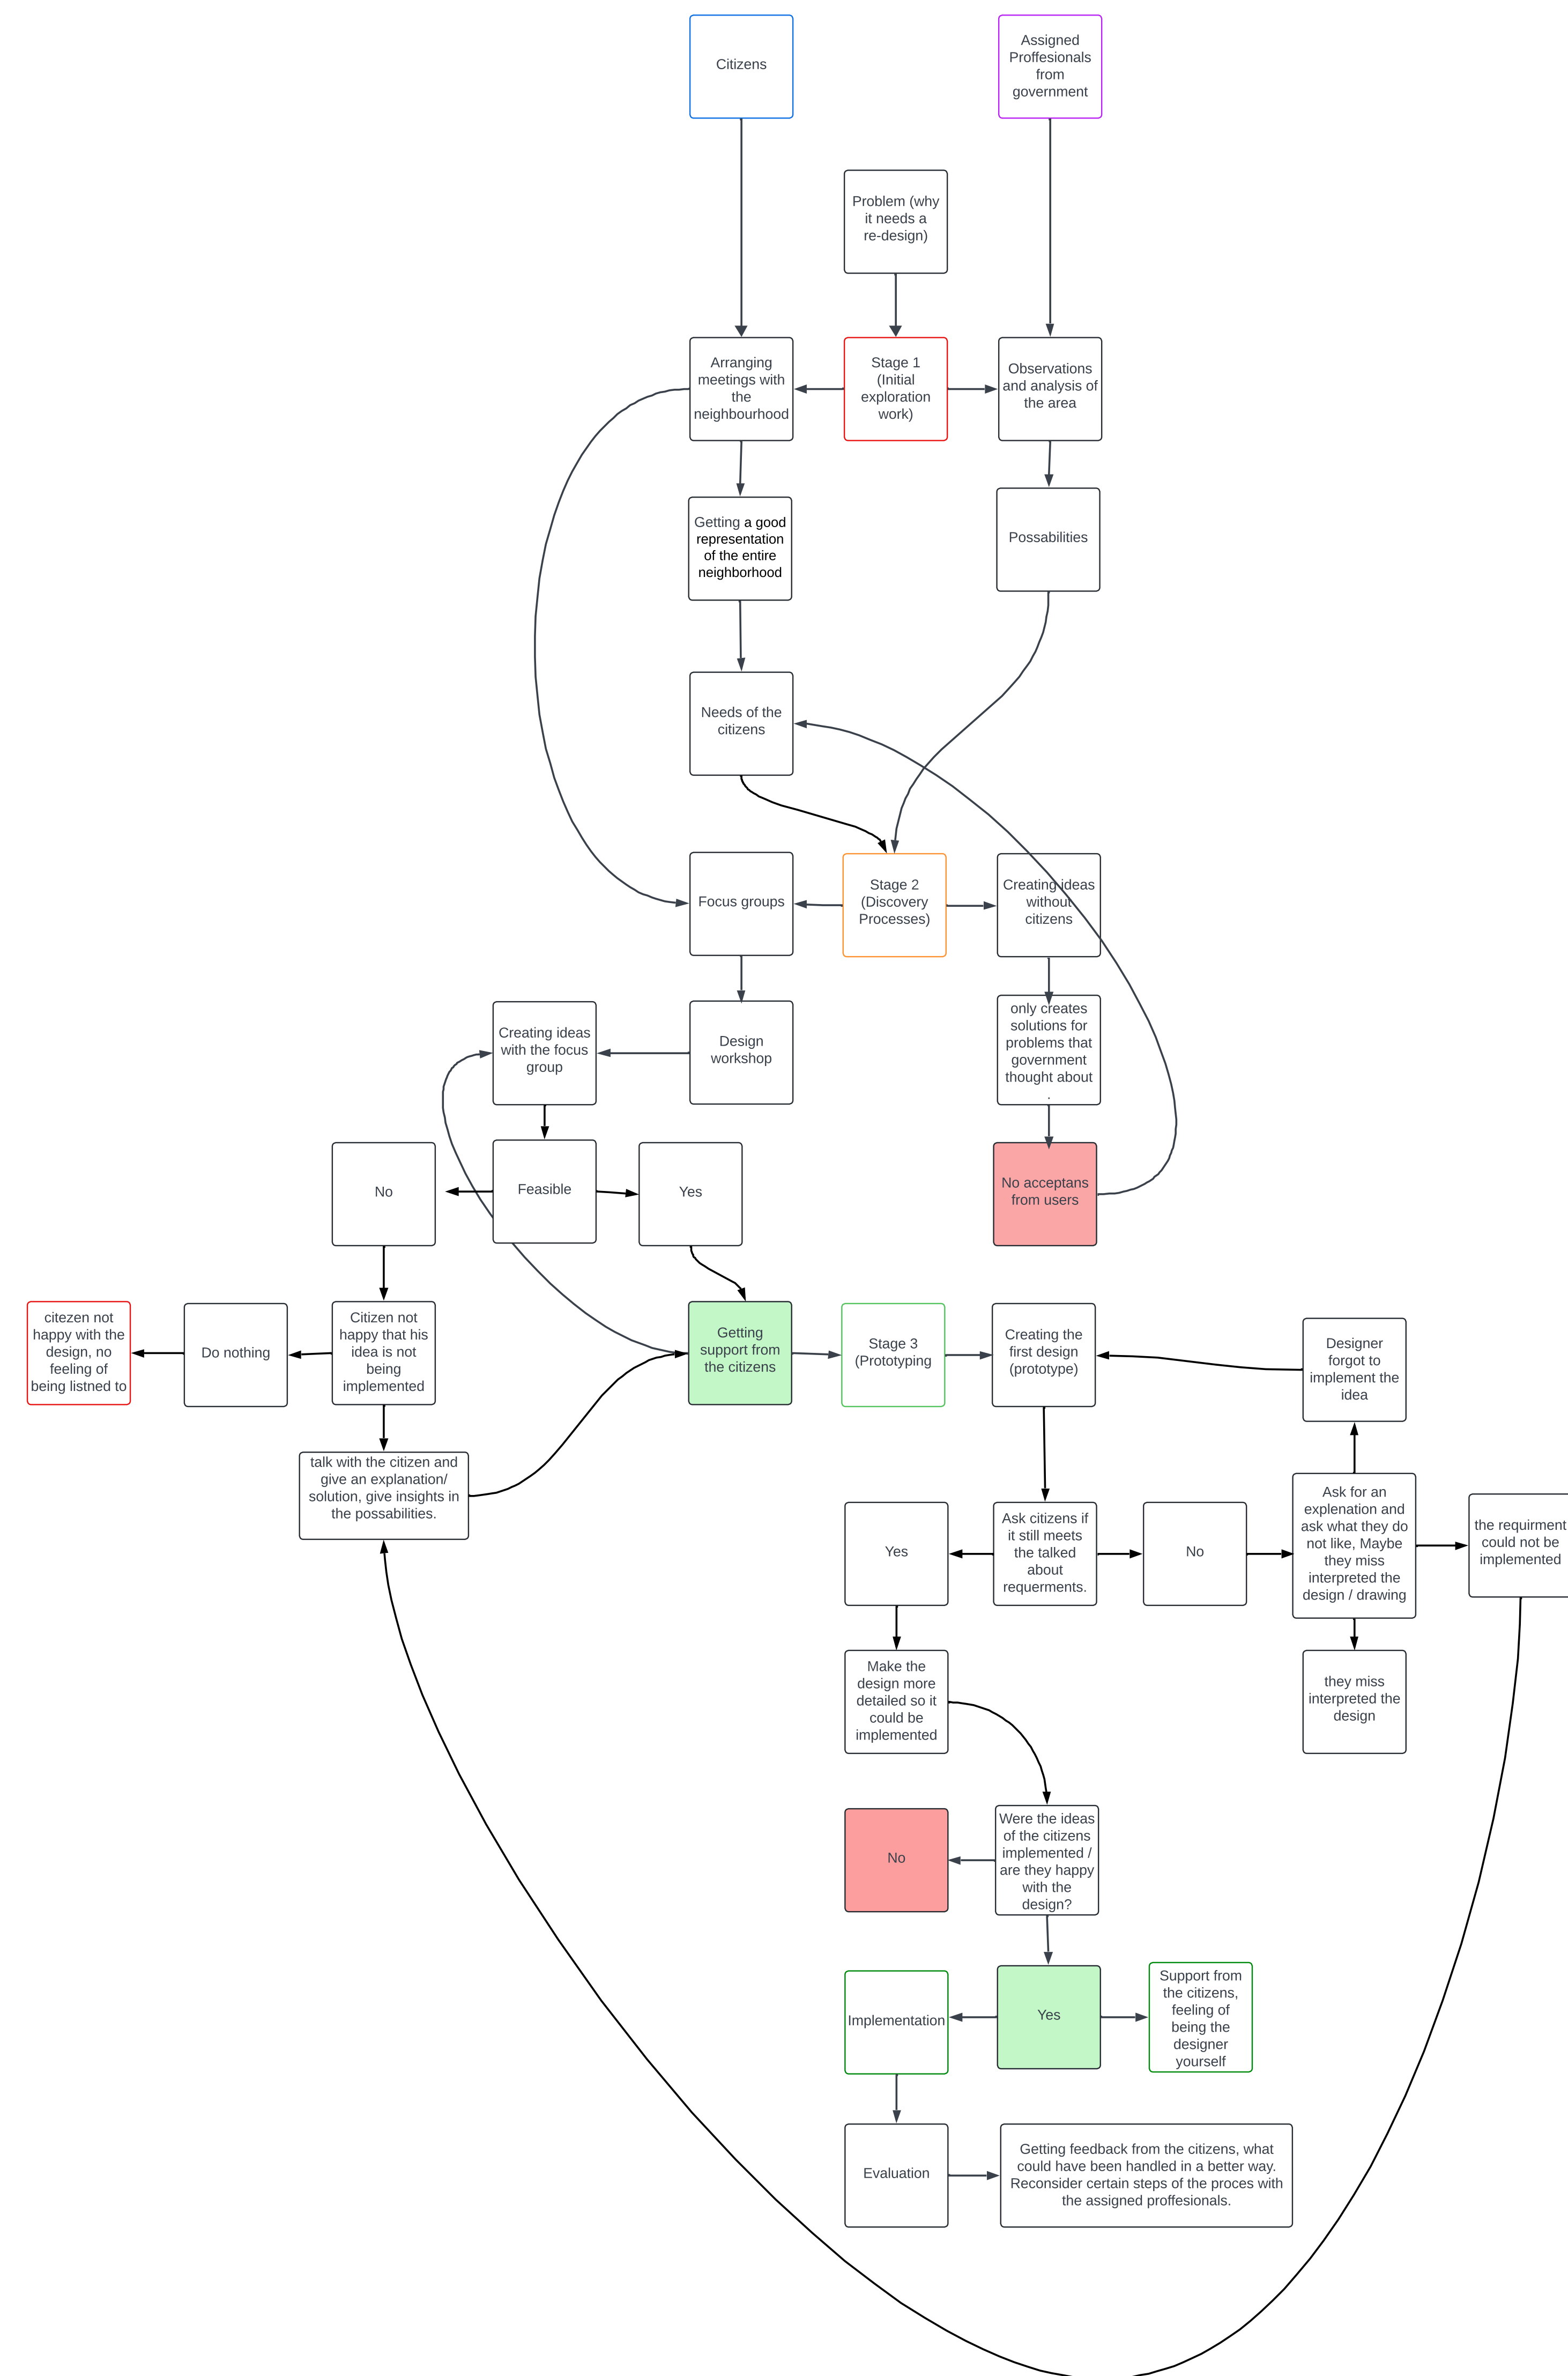 Citizens
Assigned
Proffesionals
from
government
Problem (why
it needs a
re-design)
Arranging
meetings with
the
neighbourhood
Stage 1
(Initial
exploration
work)
Observations
and analysis of
the area
Getting a good
representation
of the entire
neighborhood
Possabilities
Needs of the
citizens
Focus groups
Stage 2
(Discovery
Processes)
Creating ideas
without
citizens
Creating ideas
with the focus
group
Design
workshop
only creates
solutions for
problems that
government
thought about
.
No
Feasible
Yes
No acceptans
from users
citezen not
happy with the
design, no
feeling of
being listned to
Do nothing
Citizen not
happy that his
idea is not
being
implemented
Getting
support from
the citizens
Stage 3
(Prototyping
Creating the
first design
(prototype)
Designer
forgot to
implement the
idea
talk with the citizen and
give an explanation/
solution, give insights in
the possabilities.
Yes
Ask citizens if
it still meets
the talked
about
requerments.
No
Ask for an
explenation and
ask what they do
not like, Maybe
they miss
interpreted the
design / drawing
the requirment
could not be
implemented
Make the
design more
detailed so it
could be
implemented
they miss
interpreted the
design
No
Were the ideas
of the citizens
implemented /
are they happy
with the
design?
Implementation
Yes
Support from
the citizens,
feeling of
being the
designer
yourself
Evaluation
Getting feedback from the citizens, what
could have been handled in a better way.
Reconsider certain steps of the proces with
the assigned proffesionals.